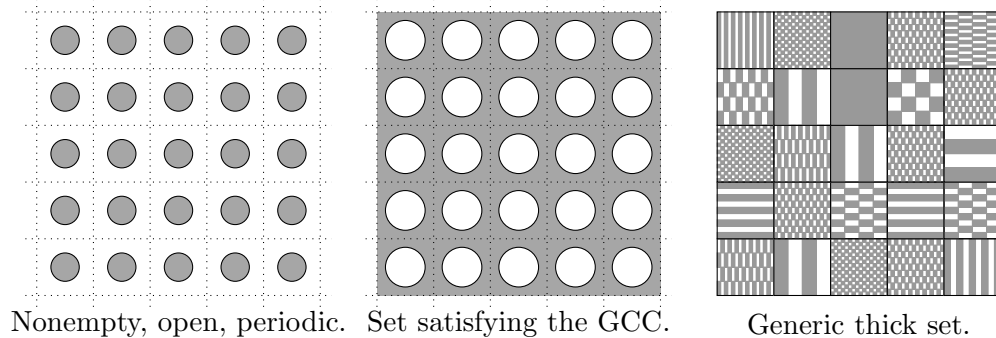 Nonempty, open, periodic.
Set satisfying the GCC.
Generic thick set.